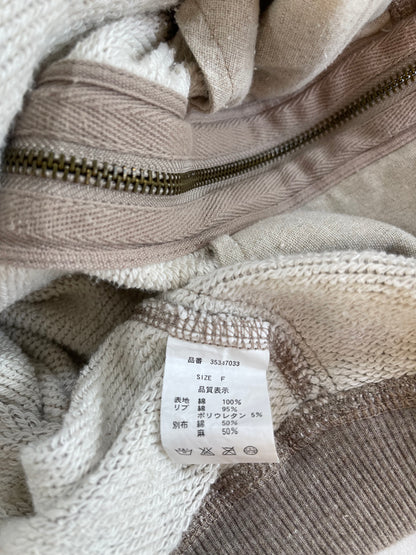 品番 35347033
SIZE F
品質表示
表地 綿 100%
リブ 綿 95%
ポリウレタン 5%
別布 綿 50%
麻 50%